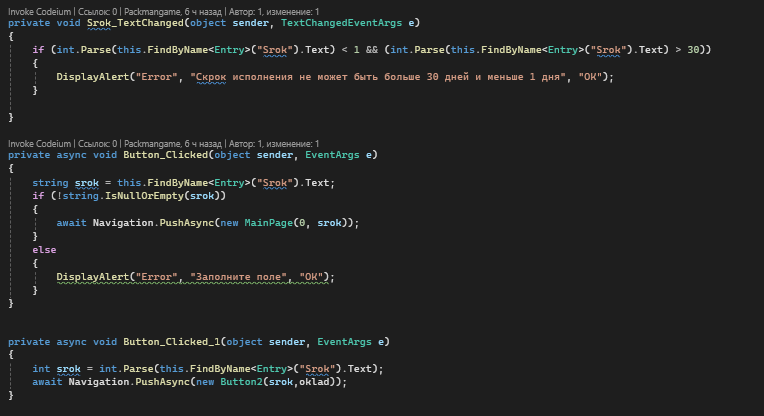 Invoke Codeium | Ссылок: 0 | Packmangame, 6 ч назад | Автор: 1, изменение: 1
private void Srok_TextChanged(object sender, TextChangedEventArgs e)
{
if (int.Parse(this.FindByName<Entry>("Srok").Text) < 1 && (int.Parse(this.FindByName<Entry>("Srok").Text) > 30))
{
DisplayAlert("Error", "Скрок исполнения не может быть больше 30 дней и меньше 1 дня", "OK");
}
}
Invoke Codeium | Ссылок: 0 | Packmangame, 6 ч назад | Автор: 1, изменение: 1
private async void Button_Clicked(object sender, EventArgs e)
{
string srok = this.FindByName<Entry>("Srok").Text;
if (!string.IsNullOrEmpty(srok))
{
await Navigation.PushAsync(new MainPage(0, srok));
}
else
{
DisplayAlert("Error", "Заполните поле", "OK");
}
}
private async void Button_Clicked_1(object sender, EventArgs e)
{
int srok = int.Parse(this.FindByName<Entry>("Srok").Text);
await Navigation.PushAsync(new Button2(srok,oklad));
}